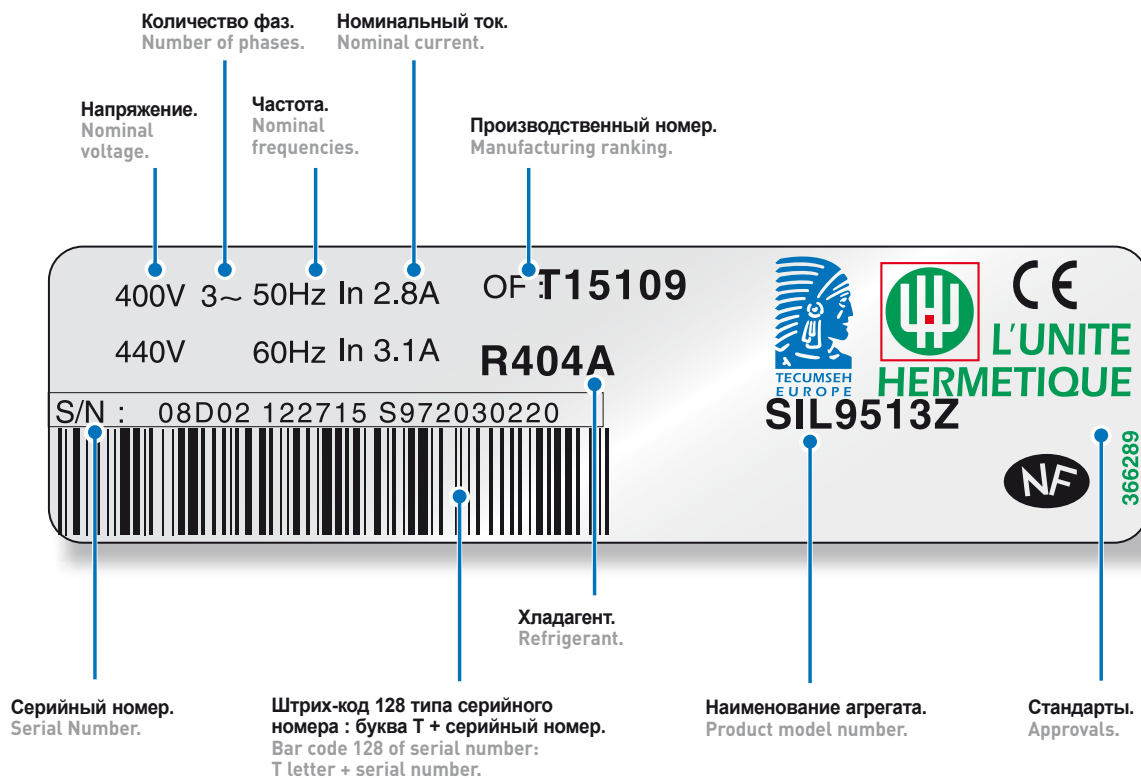 Количество фаз.
Number of phases.
Номинальный ток.
Nominal current.
Напряжение.
Nominal
voltage.
Частота.
Nominal
frequencies.
Производственный номер.
Manufacturing ranking.
400V 3~ 50Hz In 2.8A
OF : T15109
440V 60Hz In 3.1A
R404A
S/N : 08D02 122715 S972030220
TECUMSEH
EUROPE
CE
L'UNITE
HERMETIQUE
SIL9513Z
NF
366289
Хладагент.
Refrigerant.
Серийный номер.
Serial Number.
Штрих-код 128 типа серийного
номера : буква T + серийный номер.
Bar code 128 of serial number:
T letter + serial number.
Наименование агрегата.
Product model number.
Стандарты.
Approvals.